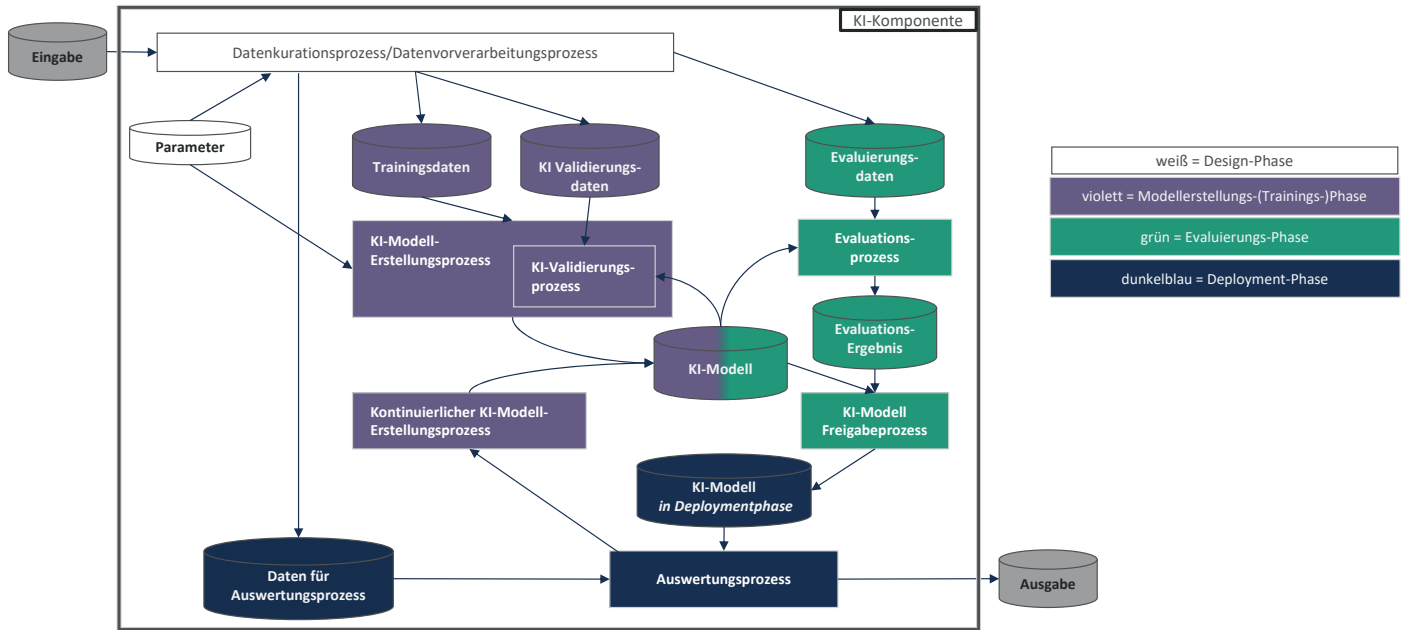 KI-Komponente
Eingabe
Datenkurationsprozess/Datenvorverarbeitungsprozess
Parameter
Trainingsdaten
KI Validierungs-
daten
Evaluierungs-
daten
weiß = Design-Phase
violett = Modellerstellungs-(Trainings-)Phase
grün = Evaluierungs-Phase
dunkelblau = Deployment-Phase
KI-Modell-
Erstellungsprozess
KI-Validierungs-
prozess
Evaluations-
prozess
Evaluations-
Ergebnis
KI-Modell
Kontinuierlicher KI-Modell-
Erstellungsprozess
KI-Modell
Freigabeprozess
KI-Modell
in Deploymentphase
Daten für
Auswertungsprozess
Auswertungsprozess
Ausgabe